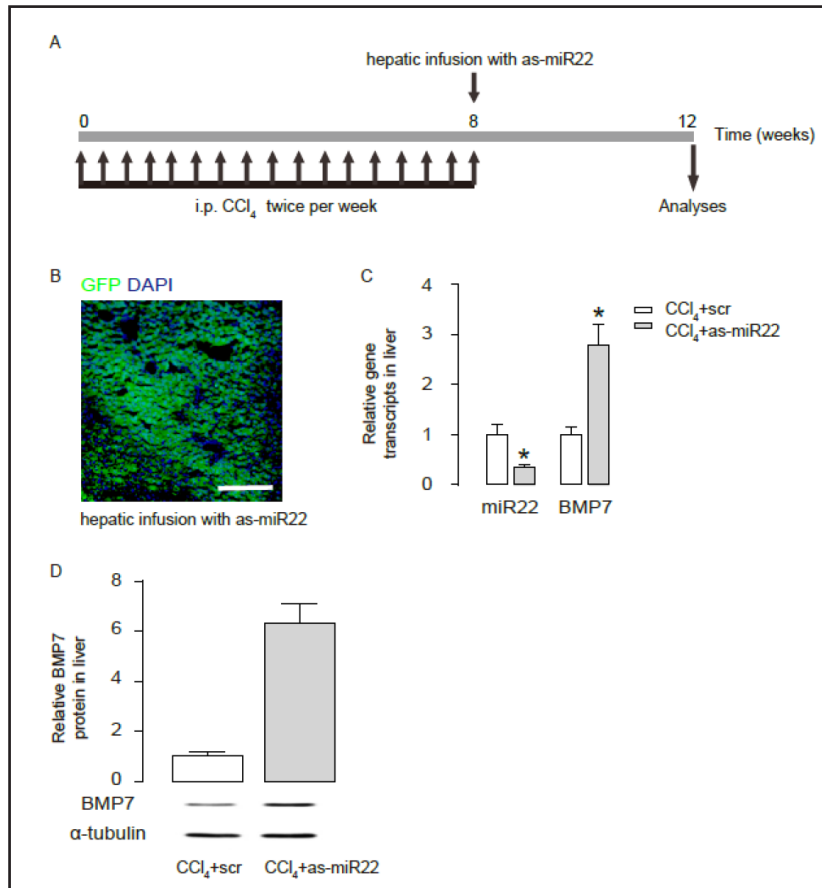 A
hepatic infusion with as-miR22
0 8 12 Time (weeks)
i.p. CCl₄ twice per week
Analyses
B
GFP DAPI
hepatic infusion with as-miR22
C
Relative gene
transcripts in liver
4
3
2
1
0
*
*
miR22 BMP7
CCl₄+scr
CCl₄+as-miR22
D
Relative BMP7
protein in liver
8
6
4
2
0
BMP7
α-tubulin
CCl₄+scr CCl₄+as-miR22